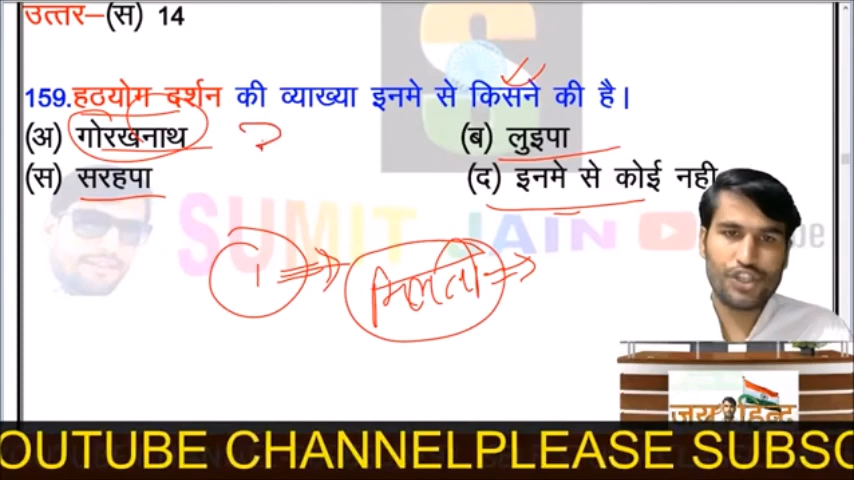 उत्तर–(स) 14
159.हठयोग दर्शन की व्याख्या इनमे से किसने की है।
(अ) गोरखनाथ (ब) लुइपा
(स) सरहपा (द) इनमे से कोई नही
SUMIT JAIN
जय हिन्द
OUTUBE CHANNELPLEASE SUBSC